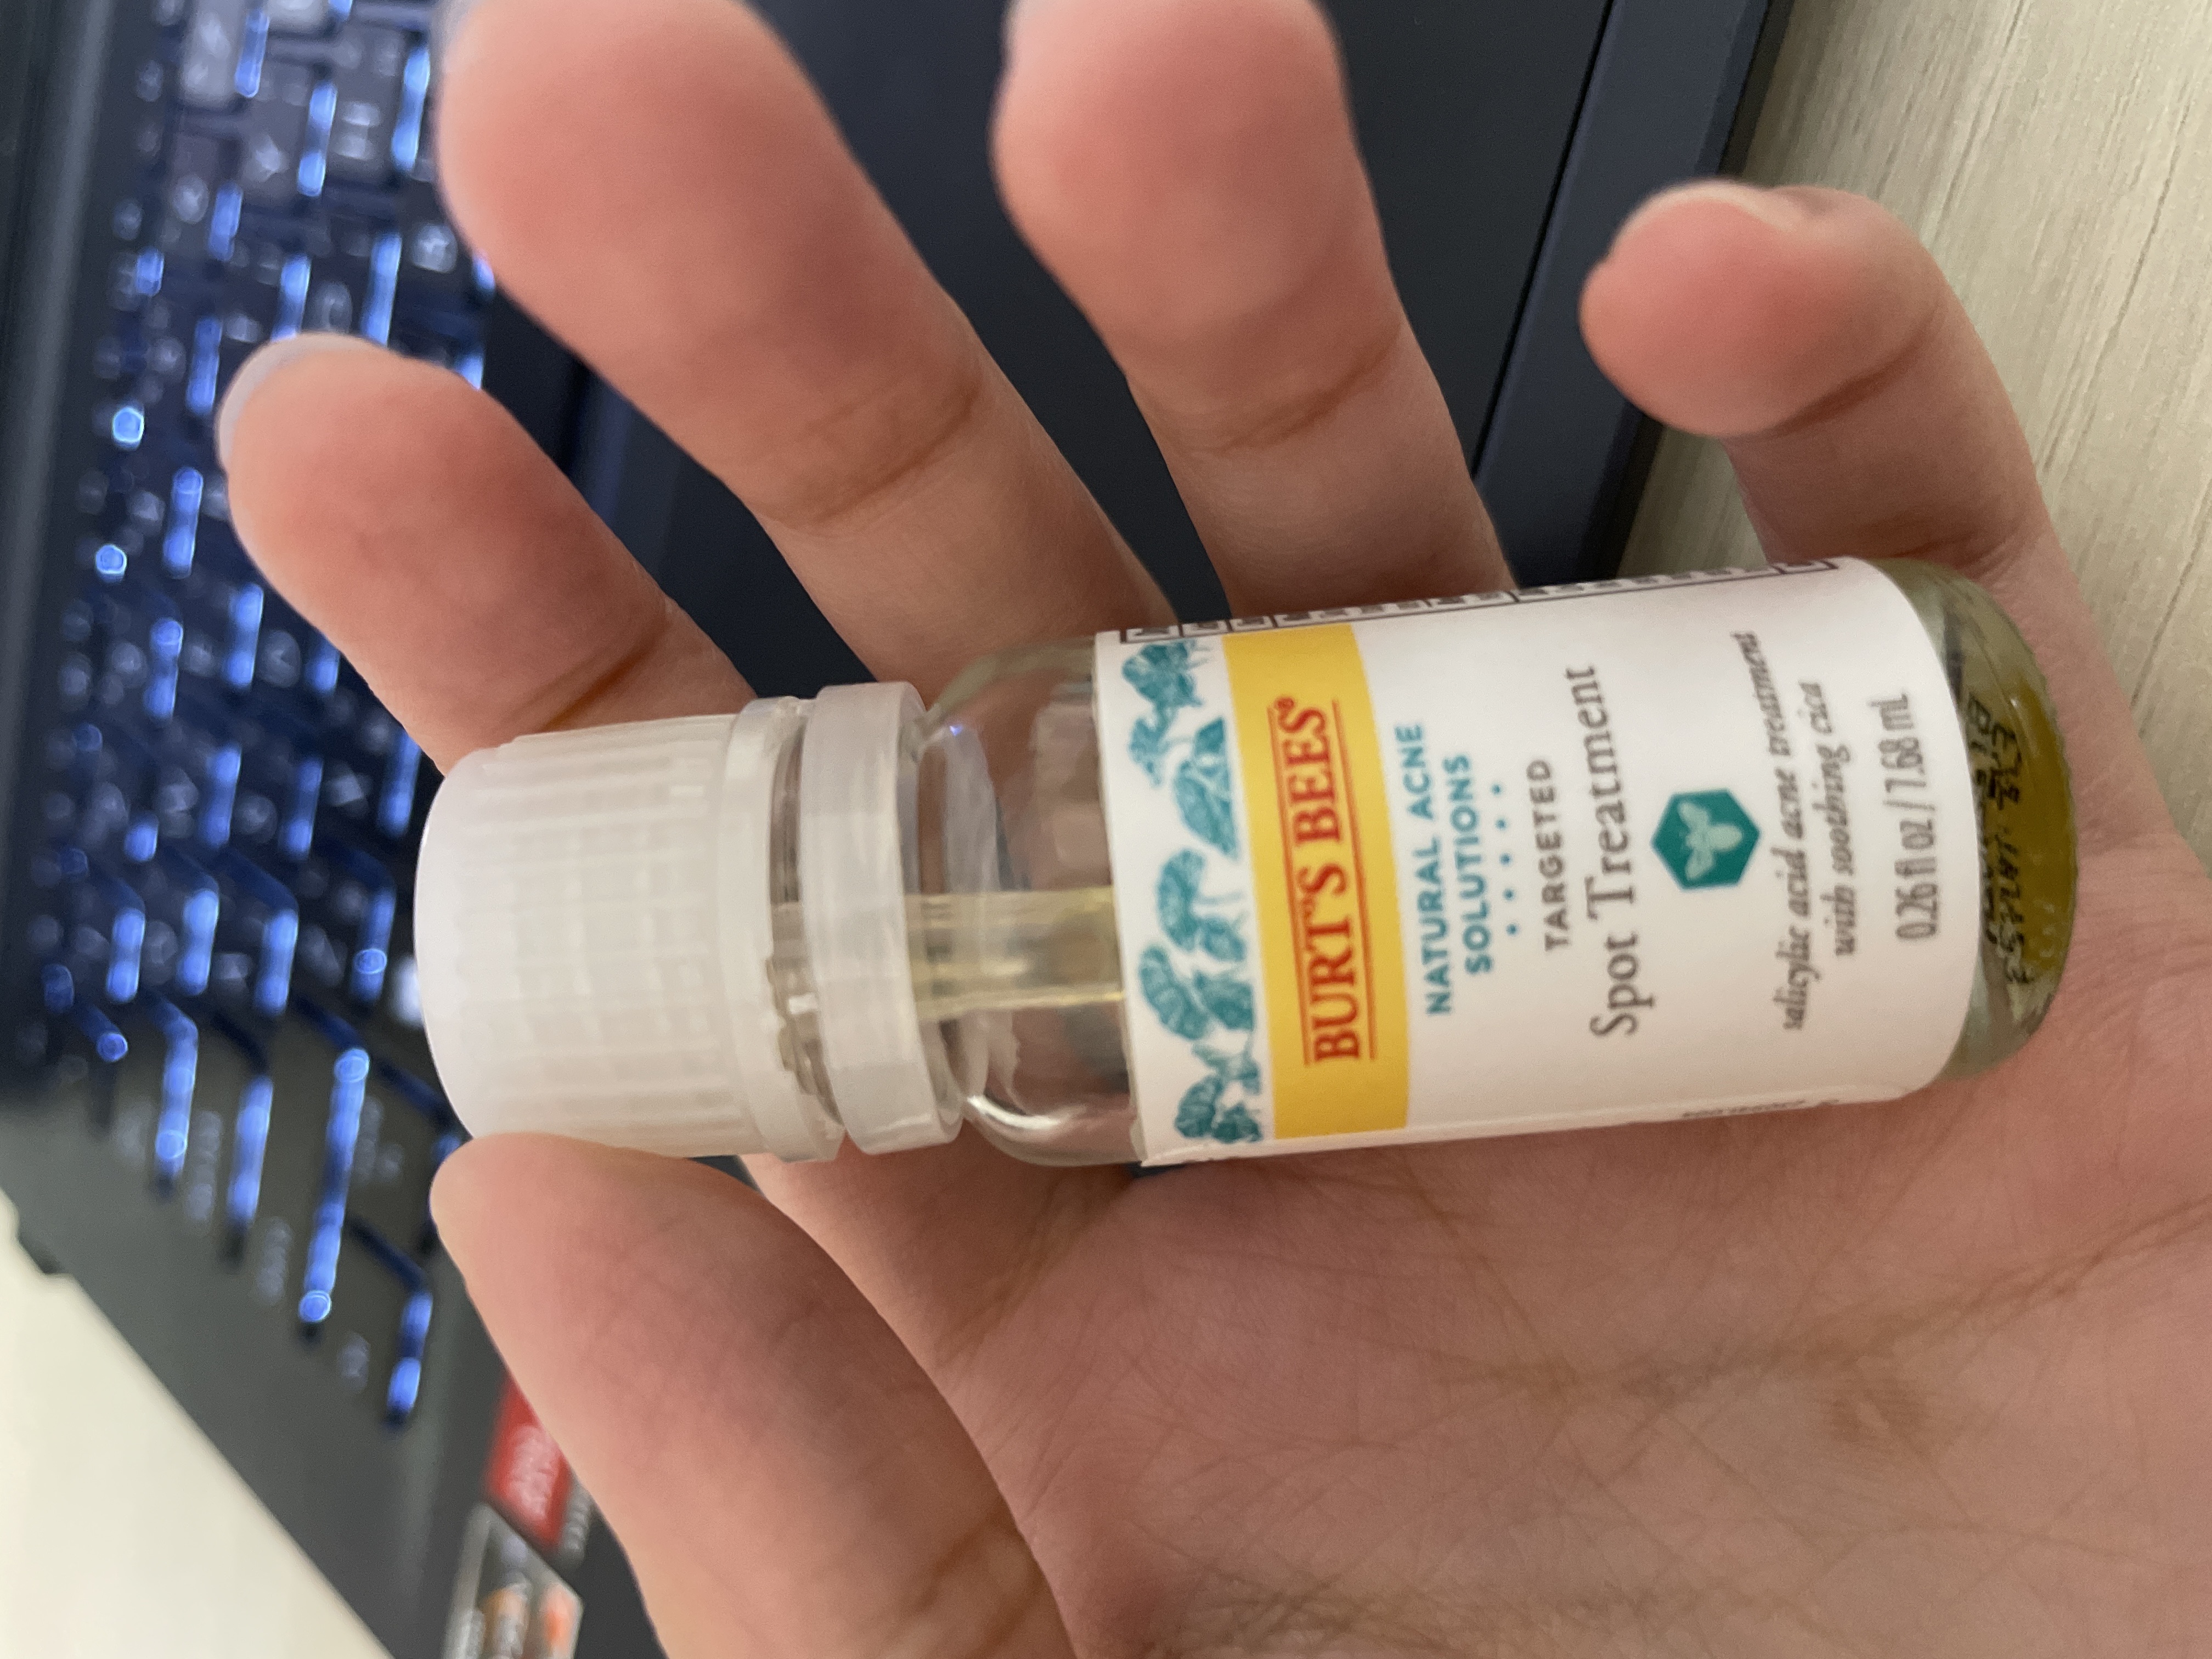 BURT'S BEES®
NATURAL ACNE
SOLUTIONS
TARGETED
Spot Treatment
salicylic acid acne treatment
with soothing cica
0.26 fl oz / 7.68 mL